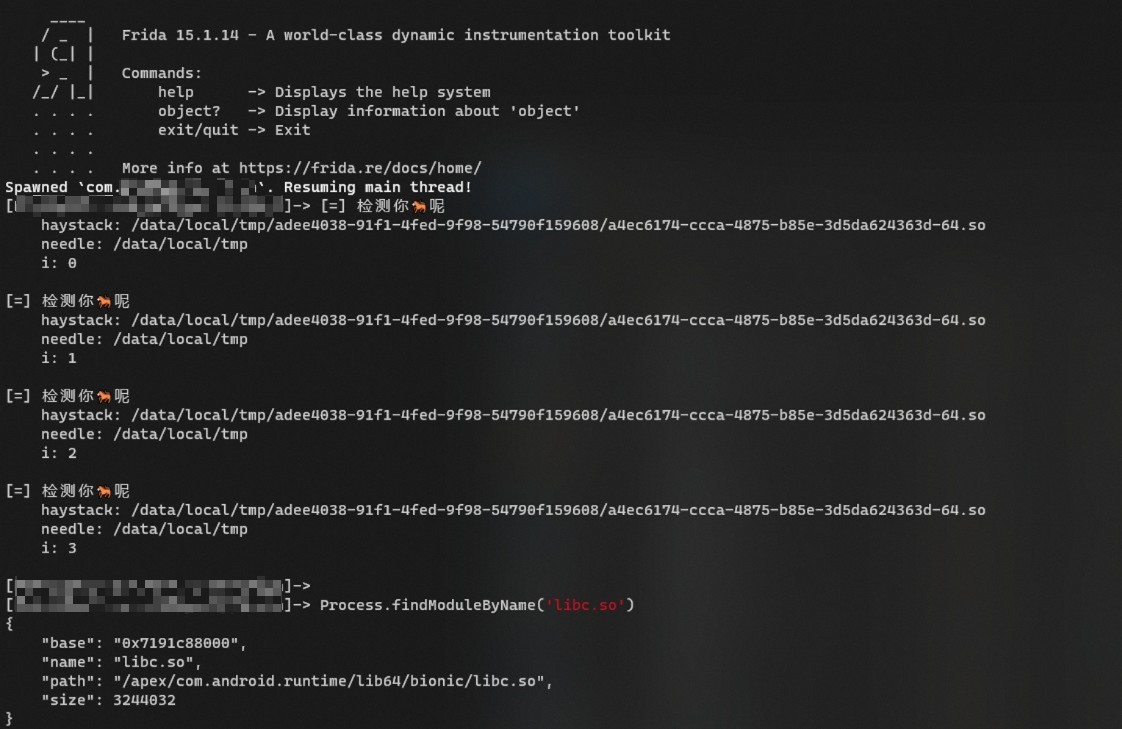 Frida 15.1.14 - A world-class dynamic instrumentation toolkit
Commands:
help -> Displays the help system
object? -> Display information about 'object'
exit/quit -> Exit
More info at https://frida.re/docs/home/
Spawned `com. `. Resuming main thread!
[ ]-> [=] 检测你🐎呢
haystack: /data/local/tmp/adee4038-91f1-4fed-9f98-54790f159608/a4ec6174-ccca-4875-b85e-3d5da624363d-64.so
needle: /data/local/tmp
i: 0
[=] 检测你🐎呢
haystack: /data/local/tmp/adee4038-91f1-4fed-9f98-54790f159608/a4ec6174-ccca-4875-b85e-3d5da624363d-64.so
needle: /data/local/tmp
i: 1
[=] 检测你🐎呢
haystack: /data/local/tmp/adee4038-91f1-4fed-9f98-54790f159608/a4ec6174-ccca-4875-b85e-3d5da624363d-64.so
needle: /data/local/tmp
i: 2
[=] 检测你🐎呢
haystack: /data/local/tmp/adee4038-91f1-4fed-9f98-54790f159608/a4ec6174-ccca-4875-b85e-3d5da624363d-64.so
needle: /data/local/tmp
i: 3
[ ]->
[ ]-> Process.findModuleByName('libc.so')
{
"base": "0x7191c88000",
"name": "libc.so",
"path": "/apex/com.android.runtime/lib64/bionic/libc.so",
"size": 3244032
}